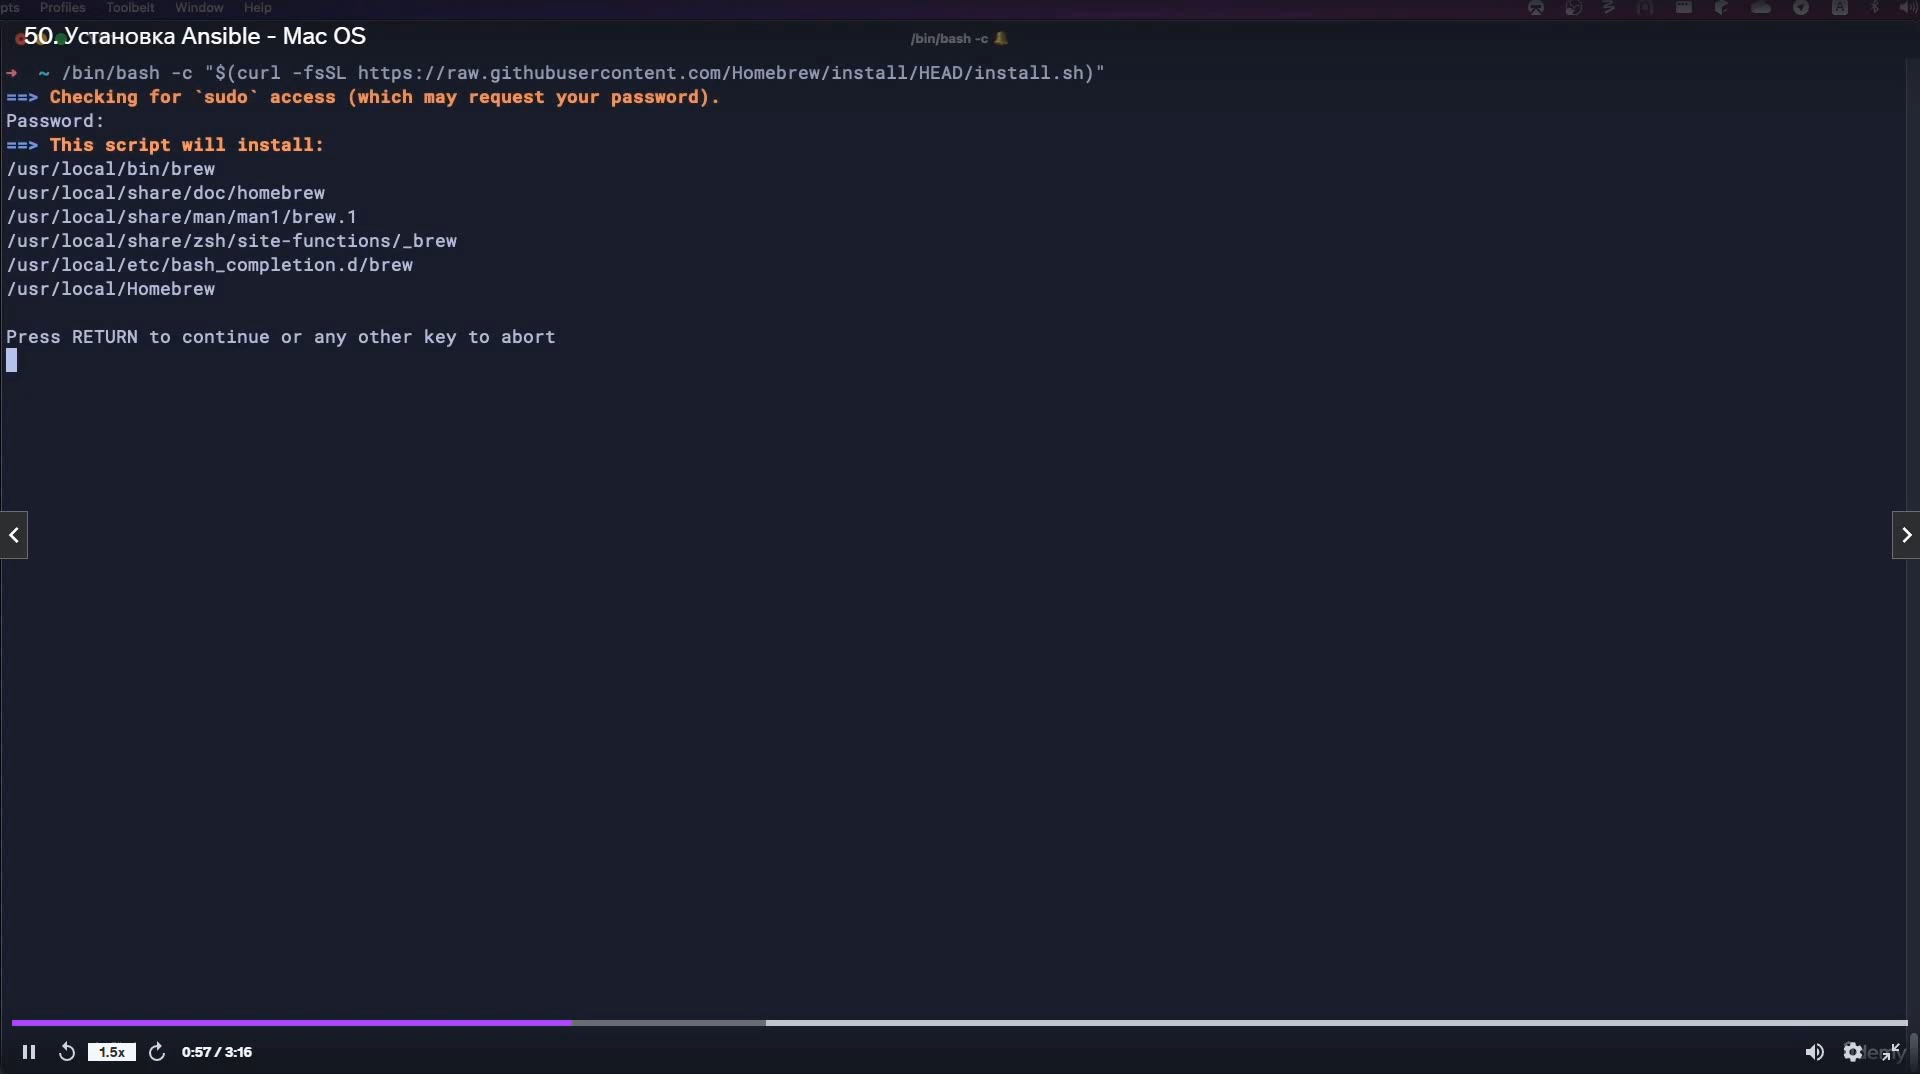 pts Profiles Toolbelt Window Help
50. Установка Ansible - Mac OS
/bin/bash -c
~ /bin/bash -c "$(curl -fsSL https://raw.githubusercontent.com/Homebrew/install/HEAD/install.sh)"
==> Checking for `sudo` access (which may request your password).
Password:
==> This script will install:
/usr/local/bin/brew
/usr/local/share/doc/homebrew
/usr/local/share/man/man1/brew.1
/usr/local/share/zsh/site-functions/_brew
/usr/local/etc/bash_completion.d/brew
/usr/local/Homebrew
Press RETURN to continue or any other key to abort
1.5x 0:57 / 3:16